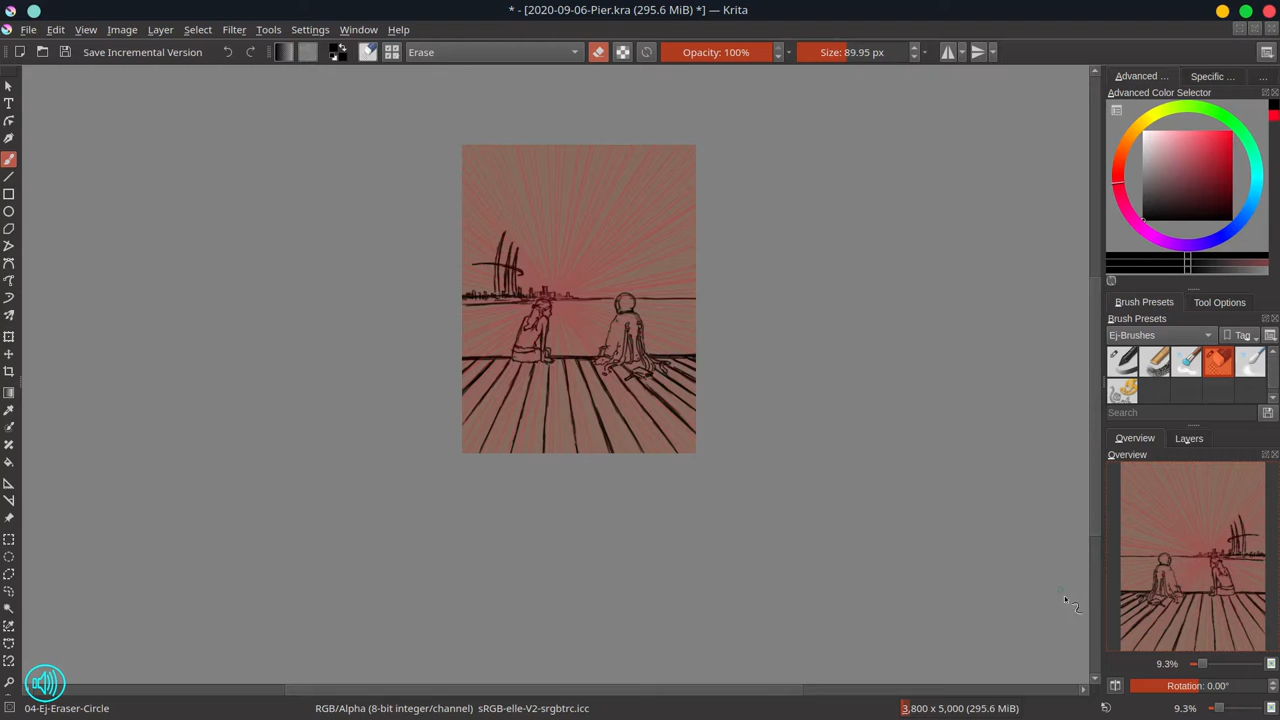 * - [2020-09-06-Pier.kra (295.6 MiB) *] — Krita
File Edit View Image Layer Select Filter Tools Settings Window Help
Save Incremental Version Erase Opacity: 100% Size: 89.95 px
Advanced ... Specific ... ...
Advanced Color Selector
Brush Presets Tool Options
Brush Presets
Ej-Brushes Tag
Search
Overview Layers
Overview
9.3%
Rotation: 0.00°
04-Ej-Eraser-Circle RGB/Alpha (8-bit integer/channel) sRGB-elle-V2-srgbtrc.icc 3,800 x 5,000 (295.6 MiB) 9.3%